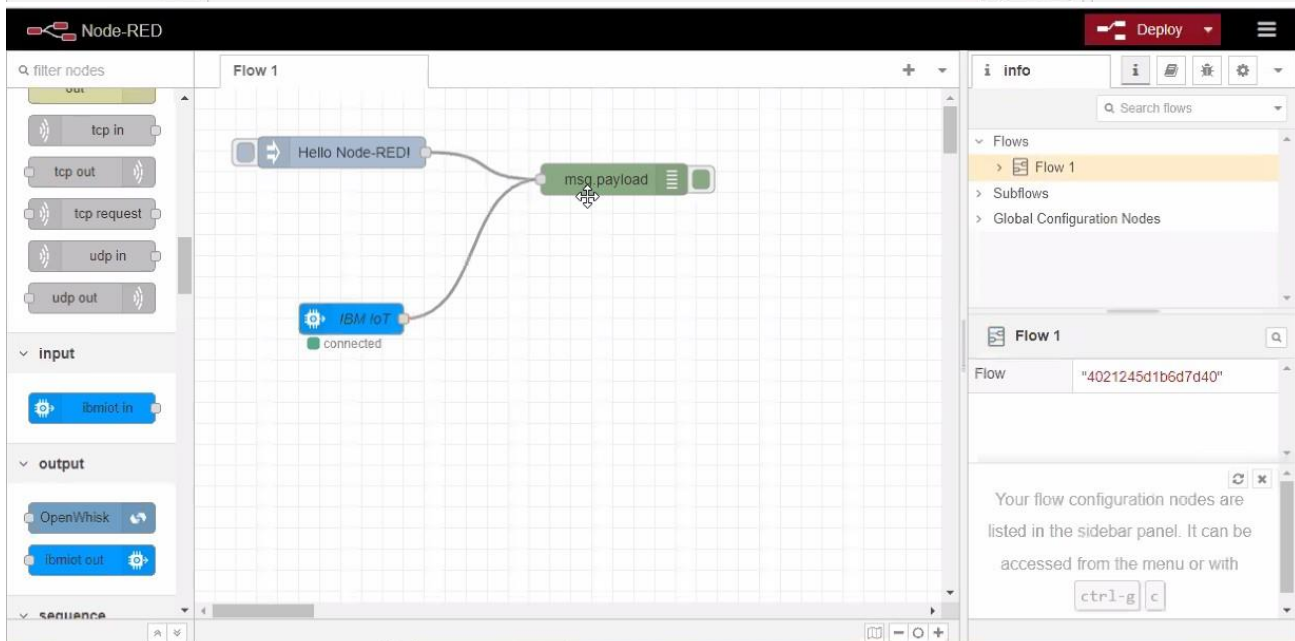 Node-RED
Deploy
filter nodes
out
tcp in
tcp out
tcp request
udp in
udp out
input
ibmiot in
output
OpenWhisk
ibmiot out
sequence
Flow 1
Hello Node-RED!
msg.payload
IBM IoT
connected
i info
i
Search flows
Flows
Flow 1
Subflows
Global Configuration Nodes
Flow 1
Flow "4021245d1b6d7d40"
Your flow configuration nodes are
listed in the sidebar panel. It can be
accessed from the menu or with
ctrl-g c